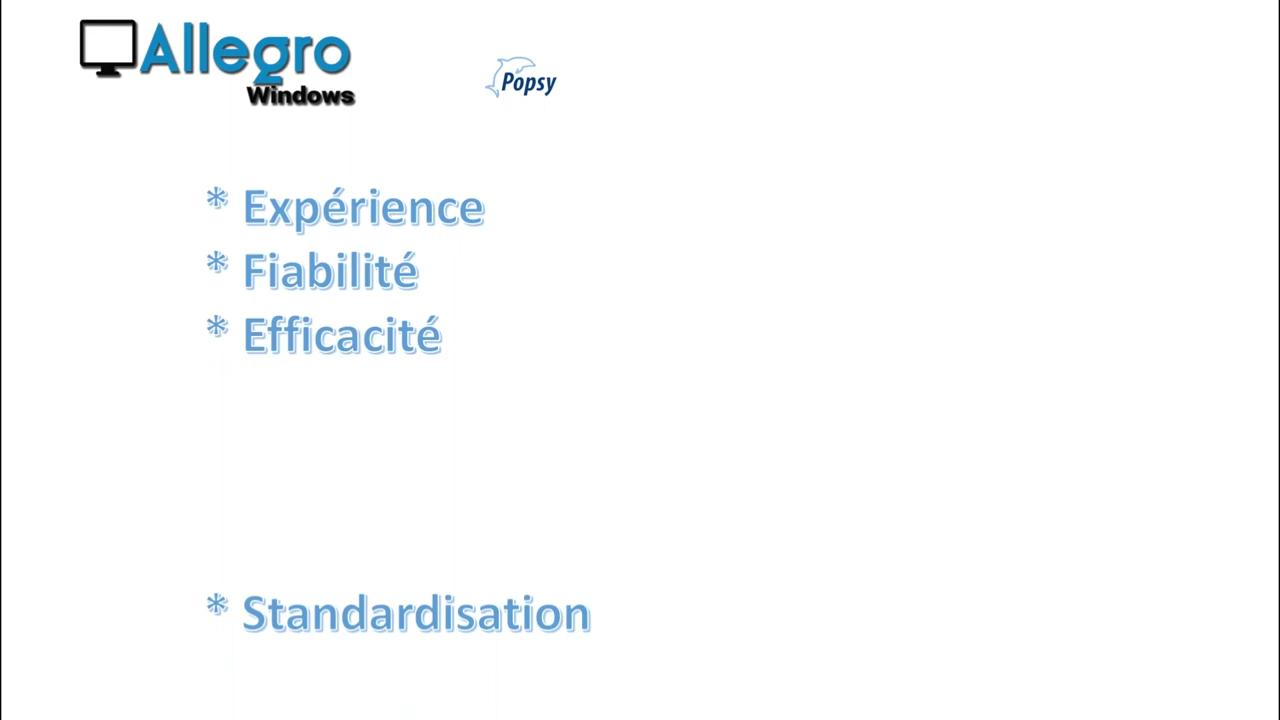 Allegro
Windows
Popsy
* Expérience
* Fiabilité
* Efficacité
* Standardisation